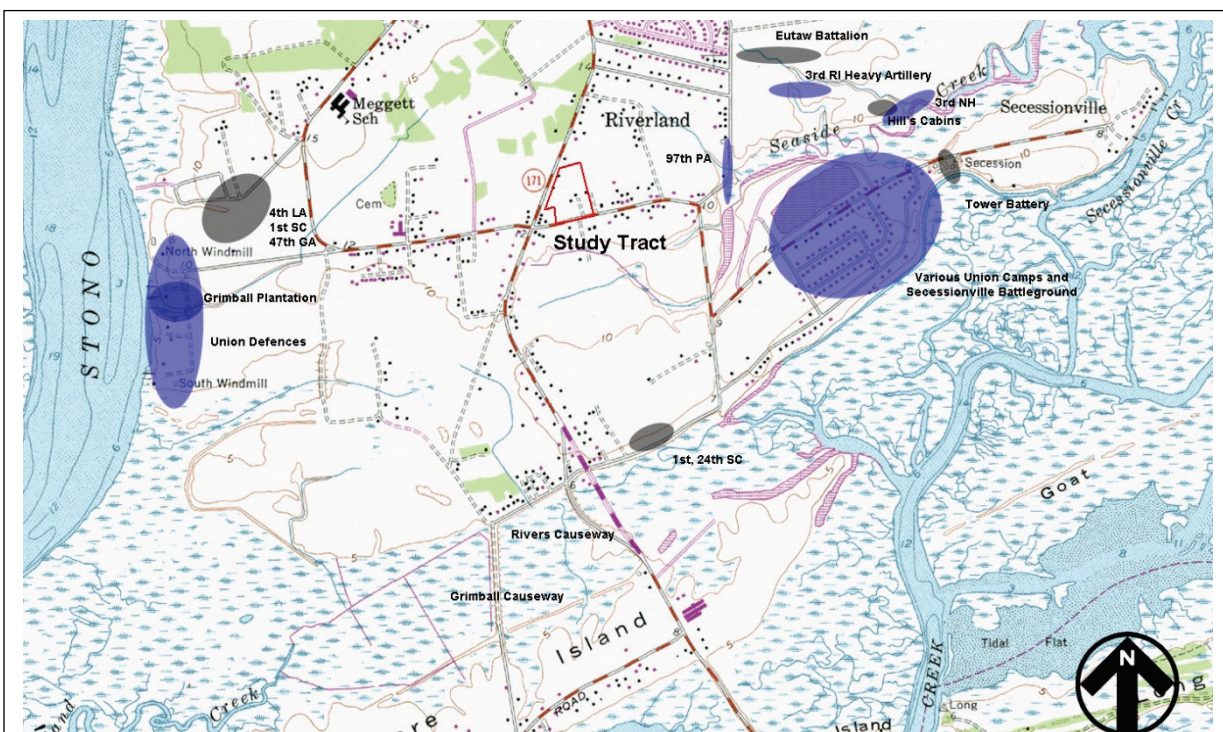 Eutaw Battalion
3rd RI Heavy Artillery
3rd NH
Hill's Cabins
Creek
Seaside
Secessionville
Secessionville Cr
Secession
Tower Battery
Meggett
Sch
Riverland
97th PA
171
Cem
4th LA
1st SC
47th GA
North Windmill
Study Tract
Grimball Plantation
Union Defences
South Windmill
STONO
Various Union Camps and
Secessionville Battleground
1st, 24th SC
Goat
Rivers Causeway
Grimball Causeway
Island
ROAD
Creek
CREEK
Tidal Flat
Long
Island
N